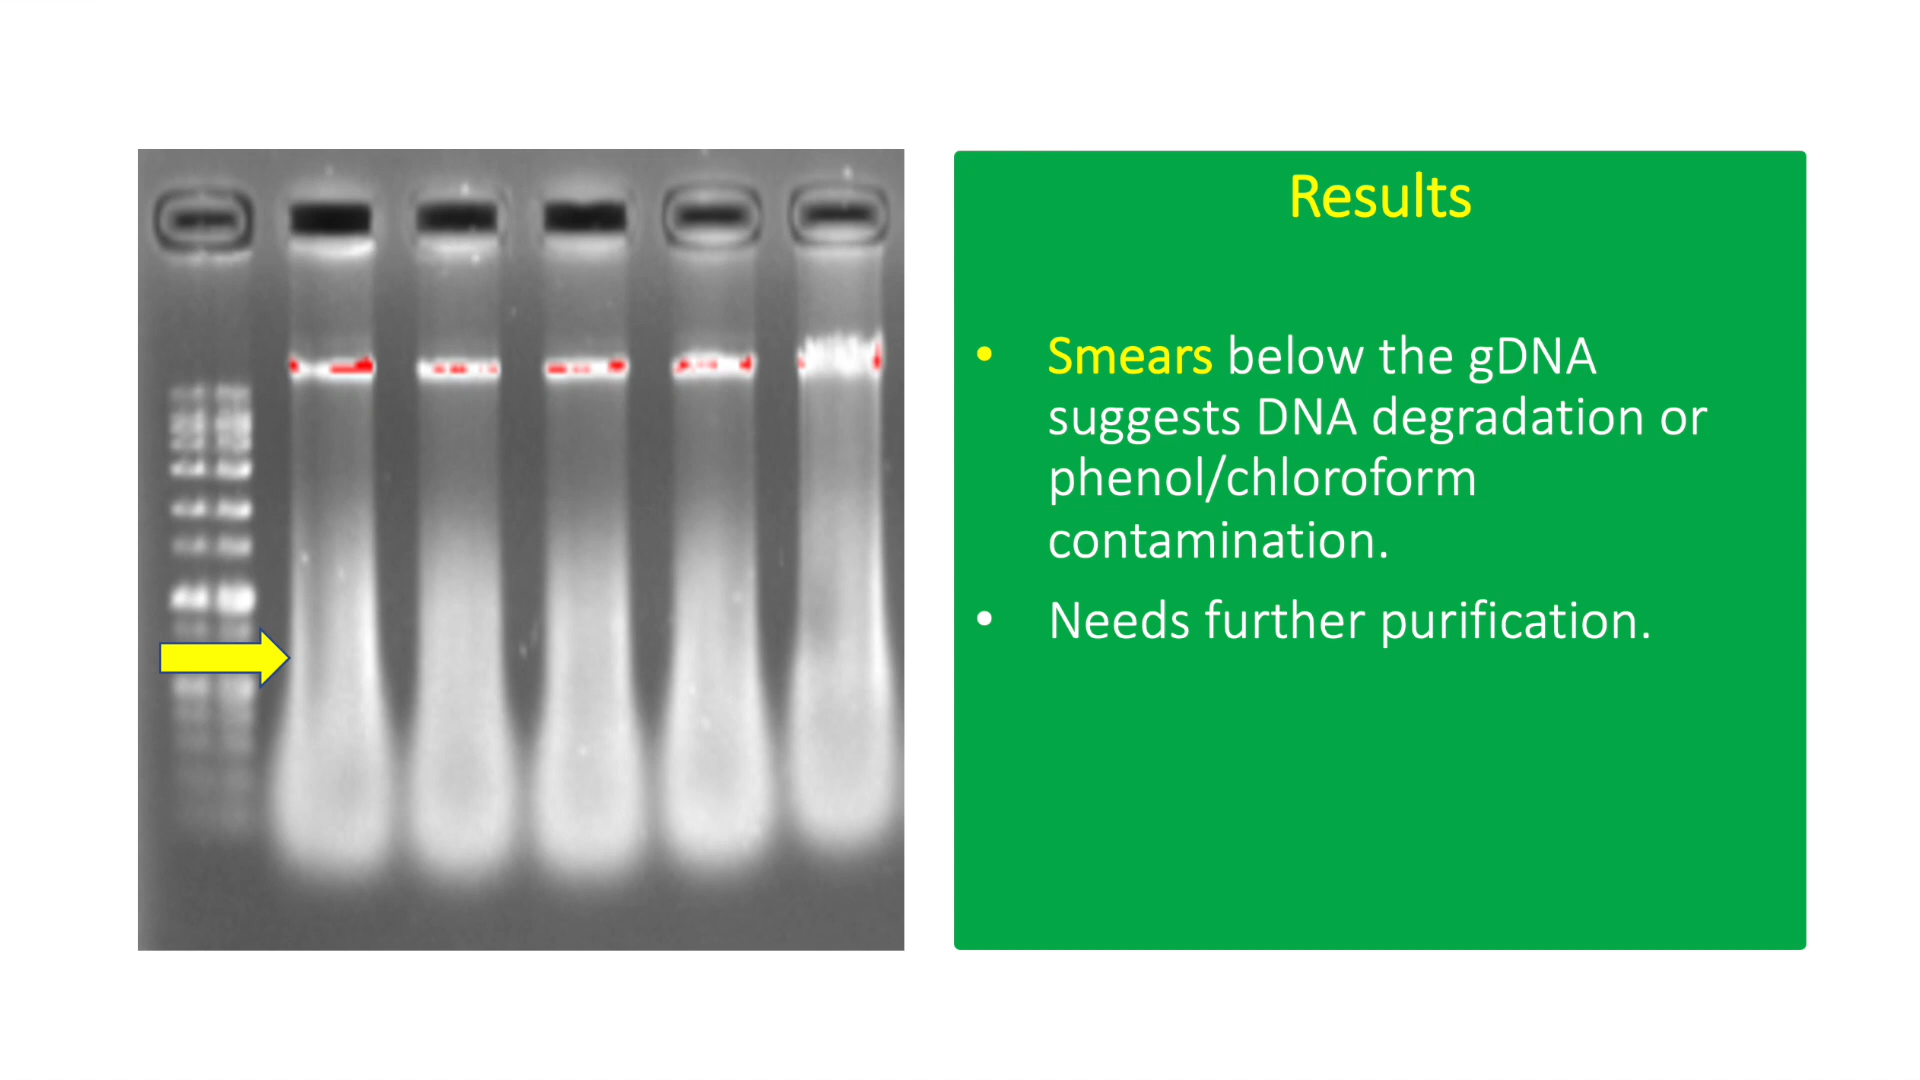 Results
• Smears below the gDNA
suggests DNA degradation or
phenol/chloroform
contamination.
• Needs further purification.